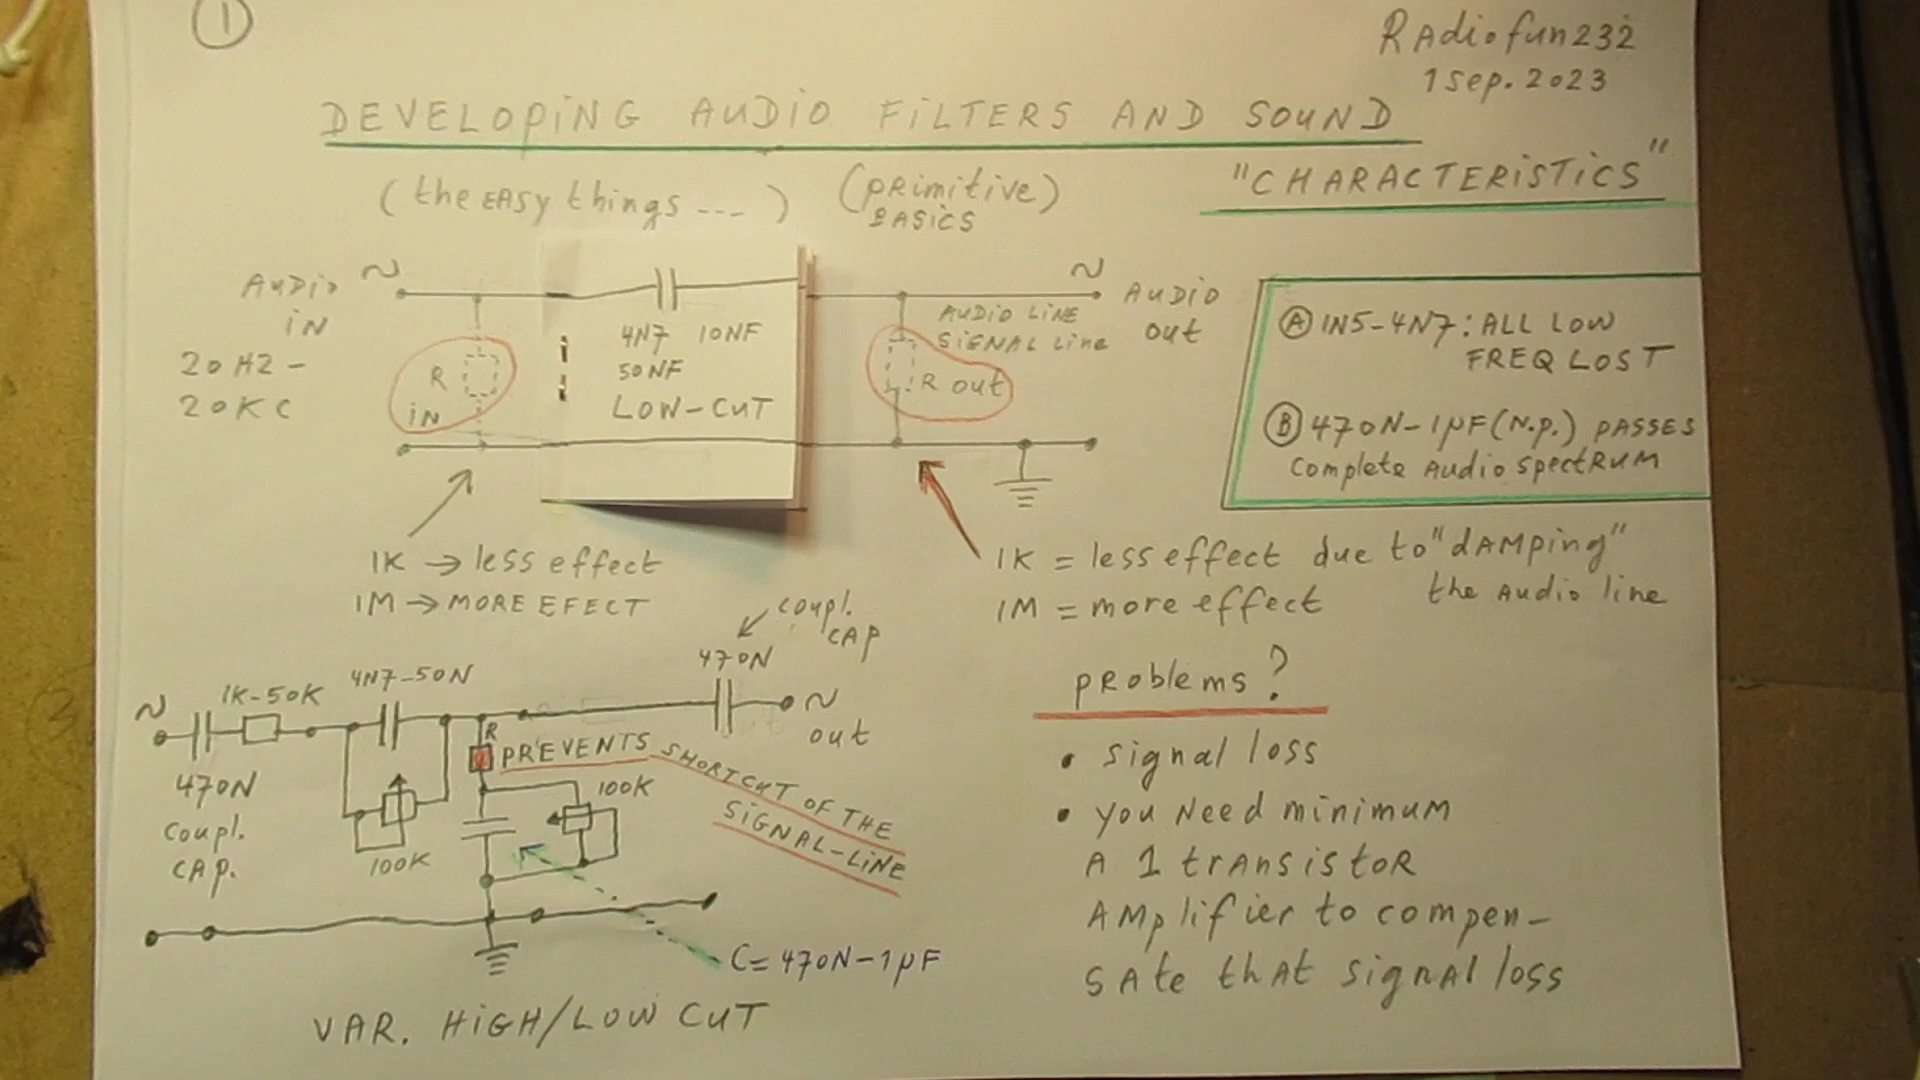 1
RAdiofun232
1 Sep. 2023
DEVELOPING AUDIO FILTERS AND SOUND
"CHARACTERISTICS"
(the EASY things ---)
(PRimitive)
BASICS
AUDIO
IN
20 HZ -
20KC
R
IN
4N7 10NF
50NF
LOW-CUT
AUDIO LINE
SIGNAL Line
R out
AUDIO
OUT
A 1N5-4N7: ALL LOW
FREQ LOST
B 470N-1µF (N.p.) PASSES
Complete Audio SpectRUM
1K → less effect
1M → MORE EFECT
1K = less effect due to "dAMping"
the Audio line
1M = more effect
coupl.
CAP
470N
4N7-50N
1K-50K
470N
Coupl.
CAP.
100K
R
PREVENTS SHORTCUT OF THE
SIGNAL-LINE
100K
out
C= 470N-1µF
VAR. HIGH/LOW CUT
PRoblems?
• Signal loss
• You Need minimum
A 1 trAnsistoR
AMplifier to compen-
SAte thAt signAl loss